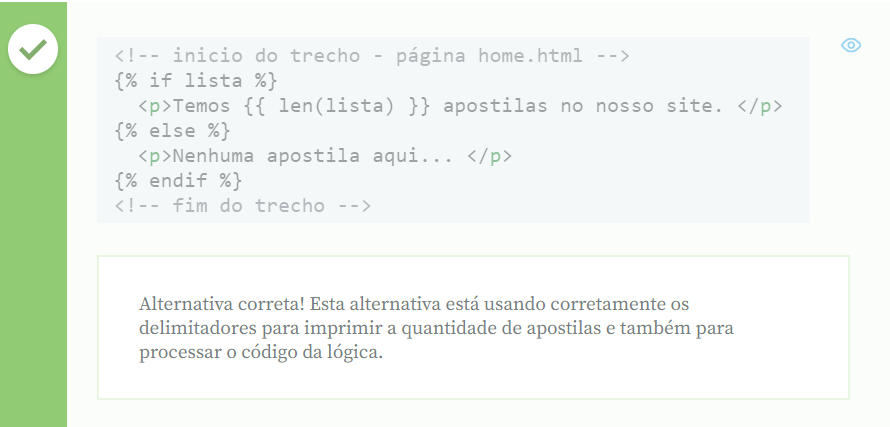 <!-- inicio do trecho - página home.html -->
{% if lista %}
  <p>Temos {{ len(lista) }} apostilas no nosso site. </p>
{% else %}
  <p>Nenhuma apostila aqui... </p>
{% endif %}
<!-- fim do trecho -->
Alternativa correta! Esta alternativa está usando corretamente os
delimitadores para imprimir a quantidade de apostilas e também para
processar o código da lógica.